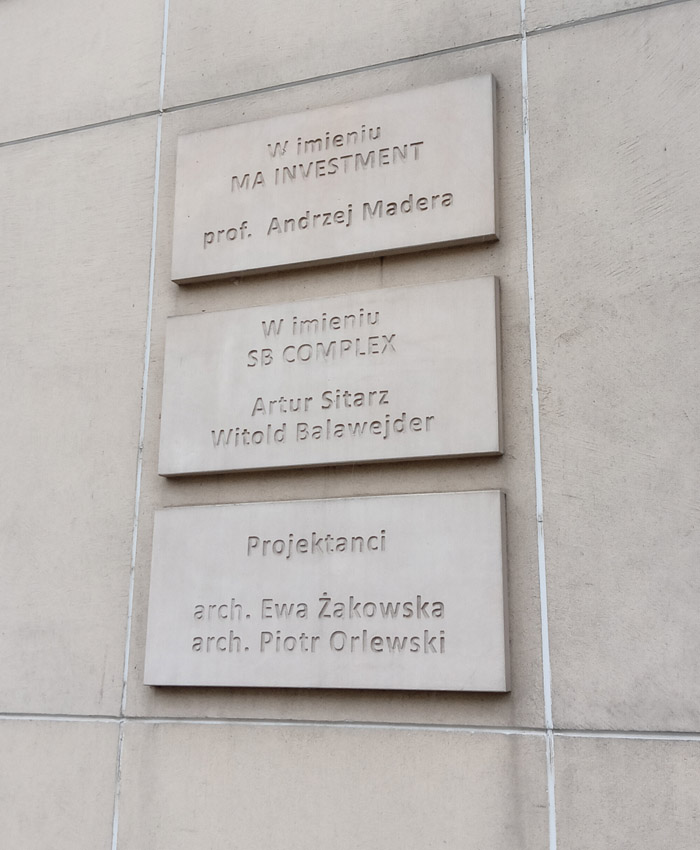 W imieniu
MA INVESTMENT
prof. Andrzej Madera
W imieniu
SB COMPLEX
Artur Sitarz
Witold Balawejder
Projektanci
arch. Ewa Żakowska
arch. Piotr Orlewski